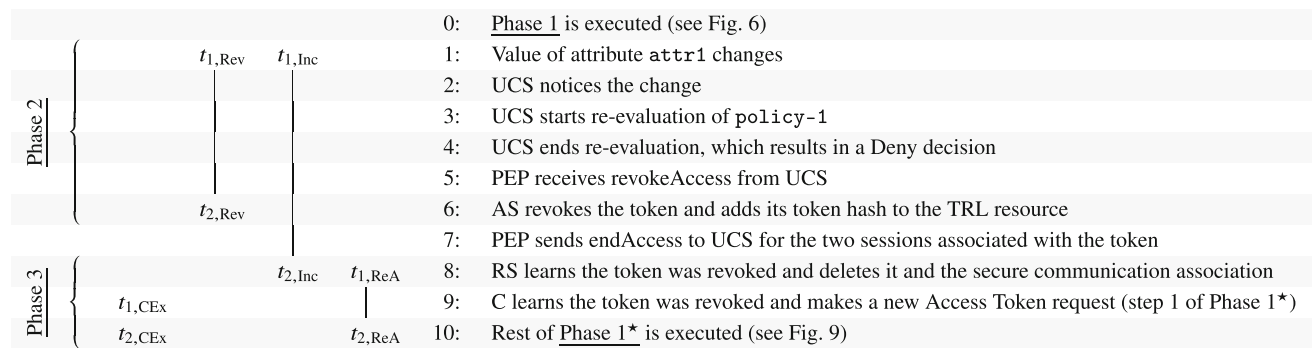 0: Phase 1 is executed (see Fig. 6)
t1,Rev t1,Inc 1: Value of attribute attr1 changes
2: UCS notices the change
Phase 2 3: UCS starts re-evaluation of policy-1
4: UCS ends re-evaluation, which results in a Deny decision
5: PEP receives revokeAccess from UCS
t2,Rev 6: AS revokes the token and adds its token hash to the TRL resource
7: PEP sends endAccess to UCS for the two sessions associated with the token
t2,Inc t1,ReA 8: RS learns the token was revoked and deletes it and the secure communication association
Phase 3 t1,CEx 9: C learns the token was revoked and makes a new Access Token request (step 1 of Phase 1★)
t2,CEx t2,ReA 10: Rest of Phase 1★ is executed (see Fig. 9)